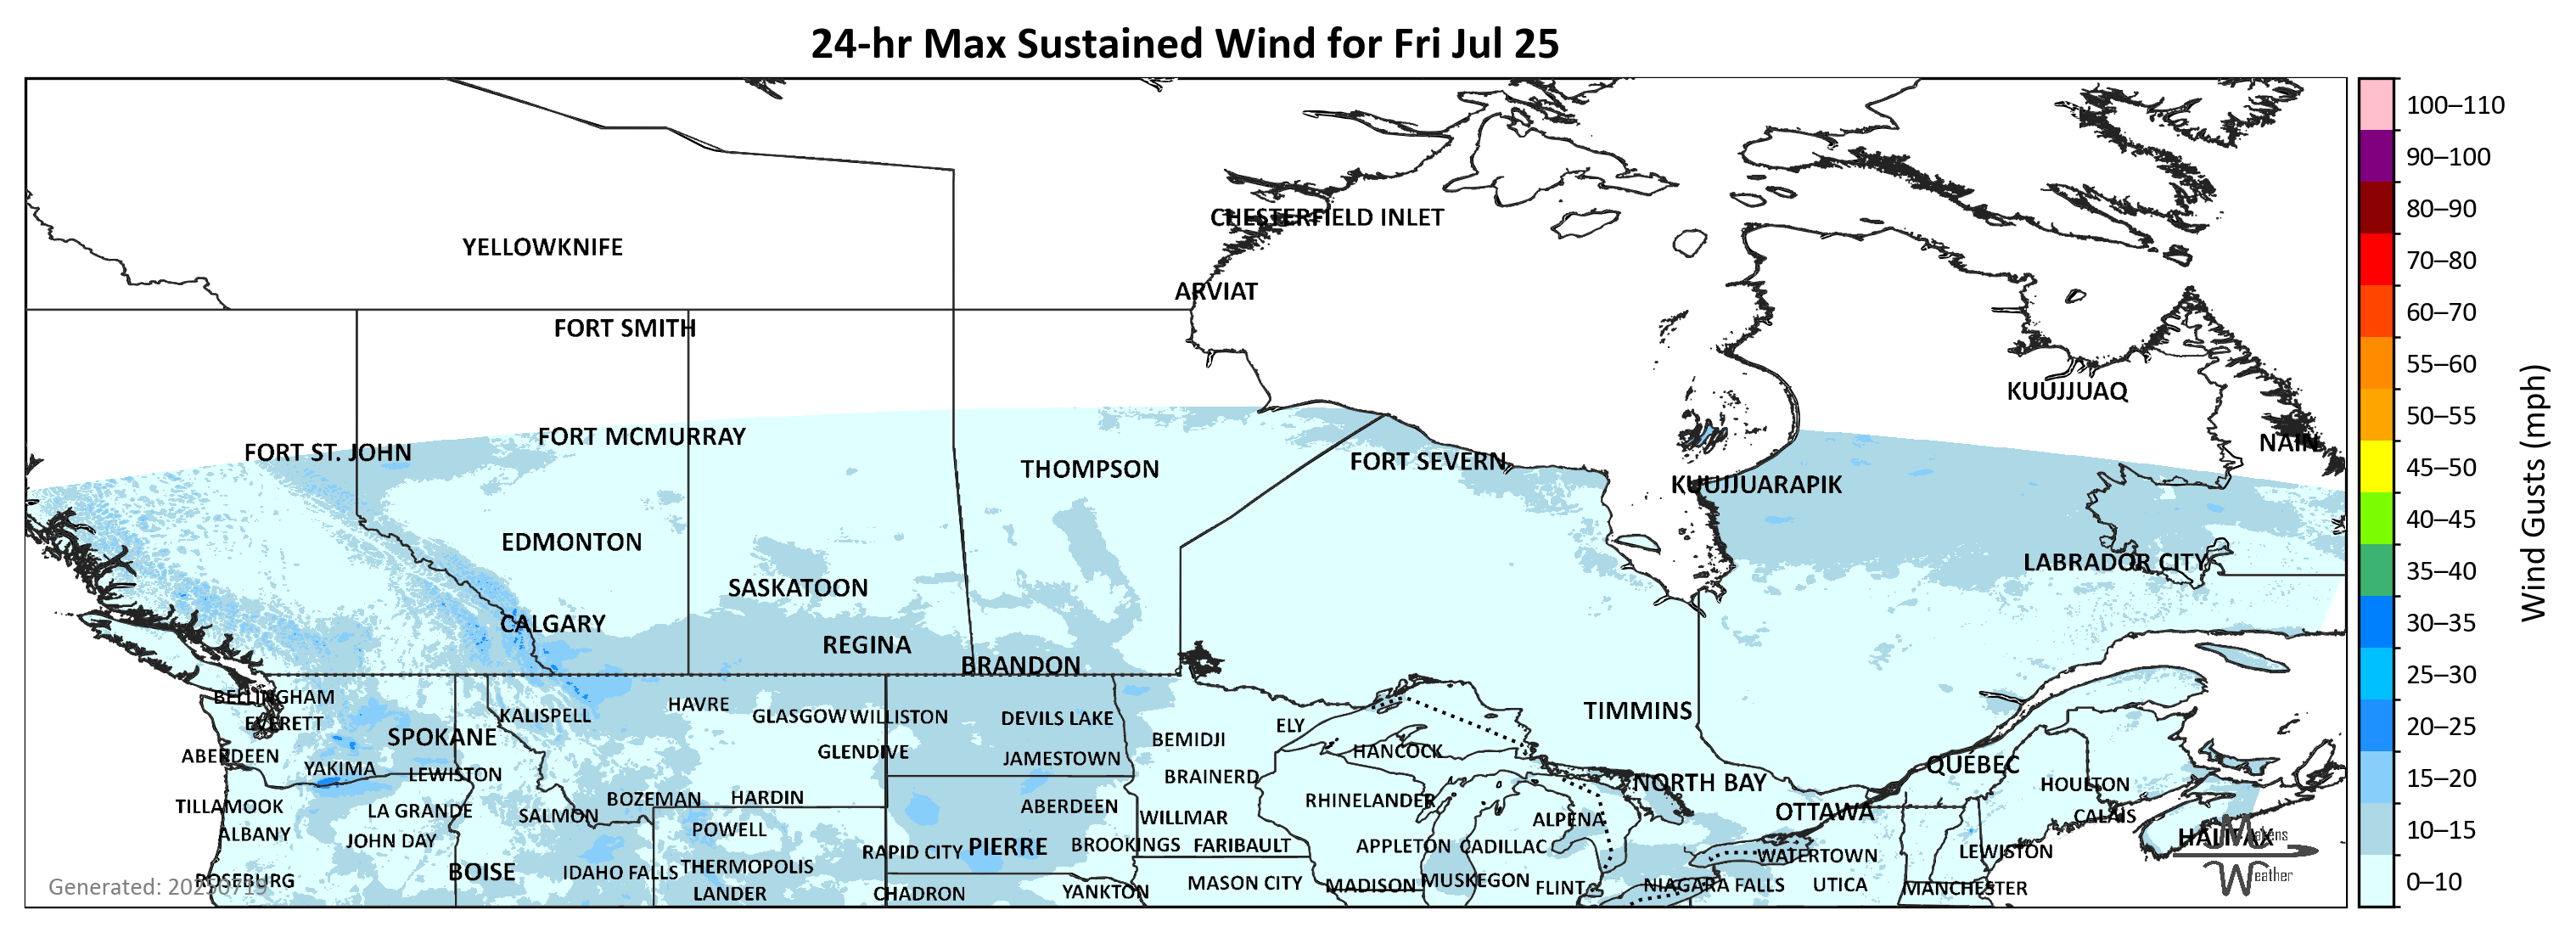 24-hr Max Sustained Wind for Fri Jul 25
100–110
90–100
80–90
70–80
60–70
55–60
50–55
45–50
40–45
35–40
30–35
25–30
20–25
15–20
10–15
0–10
Wind Gusts (mph)
CHESTERFIELD INLET
YELLOWKNIFE
ARVIAT
FORT SMITH
KUUJJUAQ
FORT MCMURRAY
NAIN
FORT ST. JOHN
FORT SEVERN
THOMPSON
KUUJJUARAPIK
EDMONTON
LABRADOR CITY
SASKATOON
CALGARY
REGINA
BRANDON
BELLINGHAM
HAVRE
TIMMINS
KALISPELL
GLASGOW
WILLISTON
DEVILS LAKE
EVERETT
ELY
SPOKANE
BEMIDJI
GLENDIVE
HANCOCK
ABERDEEN
JAMESTOWN
QUÉBEC
YAKIMA
LEWISTON
BRAINERD
NORTH BAY
HOULTON
BOZEMAN
HARDIN
RHINELANDER
TILLAMOOK
ABERDEEN
LA GRANDE
OTTAWA
SALMON
CALAIS
WILLMAR
ALPENA
POWELL
ALBANY
HALIFAX
Makens
JOHN DAY
BROOKINGS
FARIBAULT
APPLETON
CADILLAC
PIERRE
RAPID CITY
LEWISTON
WATERTOWN
THERMOPOLIS
BOISE
IDAHO FALLS
Weather
ROSEBURG
MUSKEGON
MASON CITY
MADISON
FLINT
NIAGARA FALLS
UTICA
MANCHESTER
Generated: 20250719
LANDER
CHADRON
YANKTON